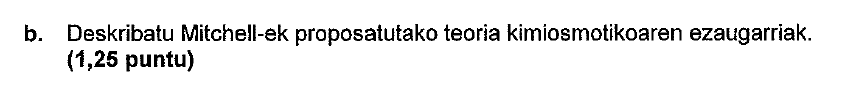 b. Deskribatu Mitchell-ek proposatutako teoria kimiosmotikoaren ezaugarriak.
(1,25 puntu)